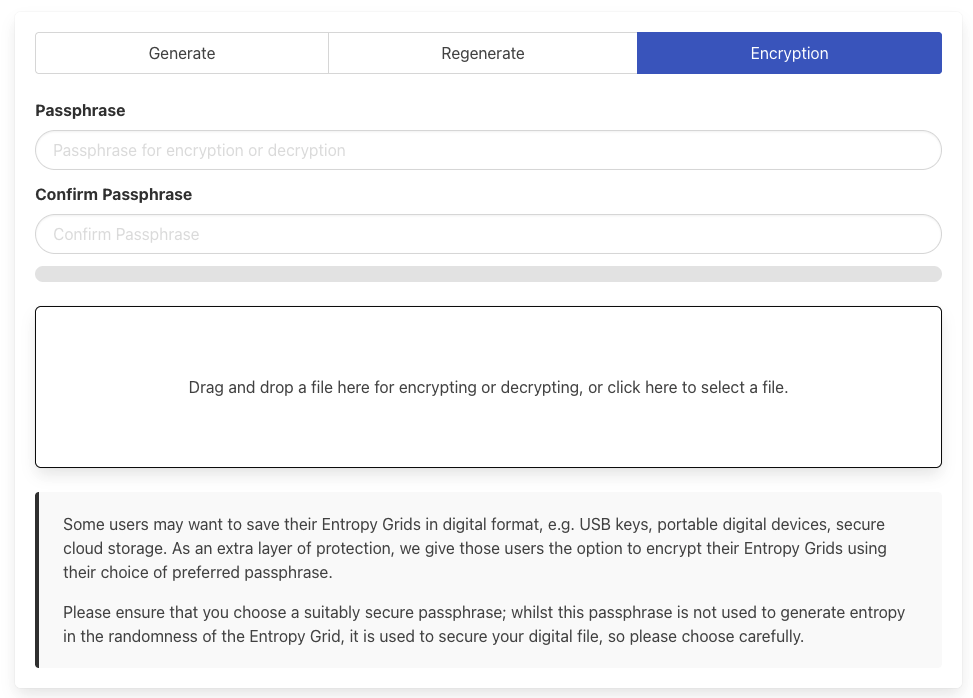 Generate Regenerate Encryption
Passphrase
Passphrase for encryption or decryption
Confirm Passphrase
Confirm Passphrase
Drag and drop a file here for encrypting or decrypting, or click here to select a file.
Some users may want to save their Entropy Grids in digital format, e.g. USB keys, portable digital devices, secure
cloud storage. As an extra layer of protection, we give those users the option to encrypt their Entropy Grids using
their choice of preferred passphrase.
Please ensure that you choose a suitably secure passphrase; whilst this passphrase is not used to generate entropy
in the randomness of the Entropy Grid, it is used to secure your digital file, so please choose carefully.